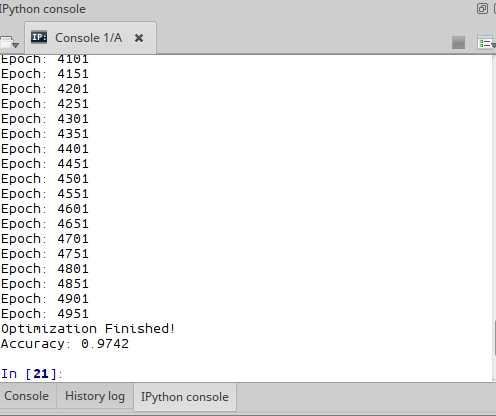 IPython console
IP: Console 1/A
Epoch: 4101
Epoch: 4151
Epoch: 4201
Epoch: 4251
Epoch: 4301
Epoch: 4351
Epoch: 4401
Epoch: 4451
Epoch: 4501
Epoch: 4551
Epoch: 4601
Epoch: 4651
Epoch: 4701
Epoch: 4751
Epoch: 4801
Epoch: 4851
Epoch: 4901
Epoch: 4951
Optimization Finished!
Accuracy: 0.9742
In [21]:
Console History log IPython console